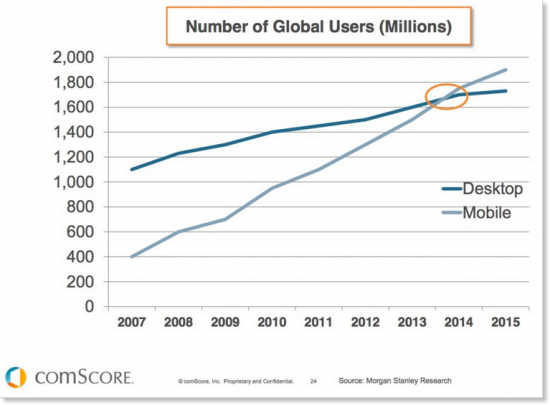 Number of Global Users (Millions)
2,000
1,800
1,600
1,400
1,200
1,000
800
600
400
200
0
Desktop
Mobile
2007 2008 2009 2010 2011 2012 2013 2014 2015
comSCORE.
© comScore, Inc. Proprietary and Confidential. 24 Source: Morgan Stanley Research